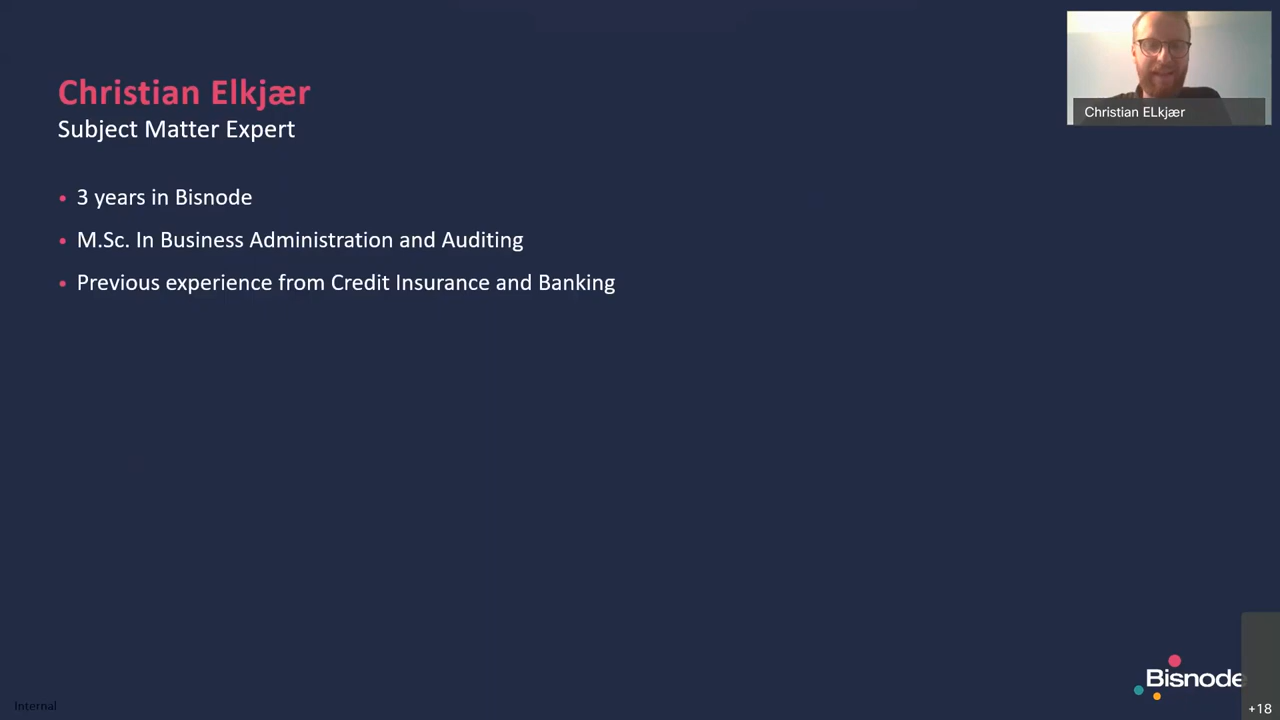 Christian Elkjær
Subject Matter Expert
• 3 years in Bisnode
• M.Sc. In Business Administration and Auditing
• Previous experience from Credit Insurance and Banking
Christian ELkjær
Bisnode
Internal
+18